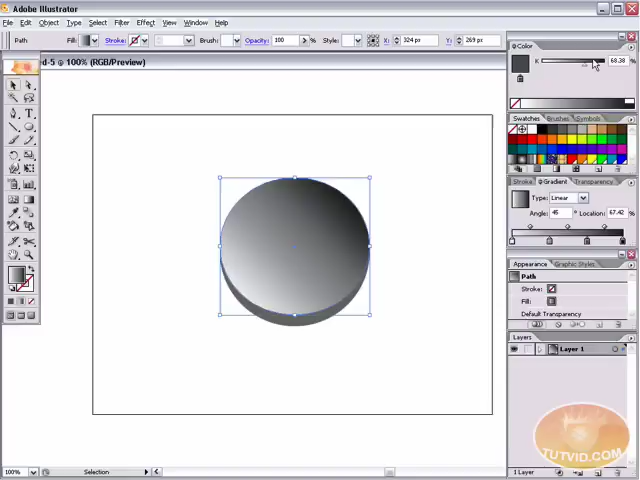 Adobe Illustrator
File Edit Object Type Select Filter Effect View Window Help
Path Fill: Stroke: Brush: Opacity: 100 % Style: X: 324 px Y: 269 px
d-5 @ 100% (RGB/Preview)
Color
K 68.38 %
Swatches Brushes Symbols
Stroke Gradient Transparency
Type: Linear
Angle: 45 ° Location: 67.42 %
Appearance Graphic Styles
Path
Stroke:
Fill:
Default Transparency
Layers
Layer 1
TUTVID.COM
100% Selection
1 Layer